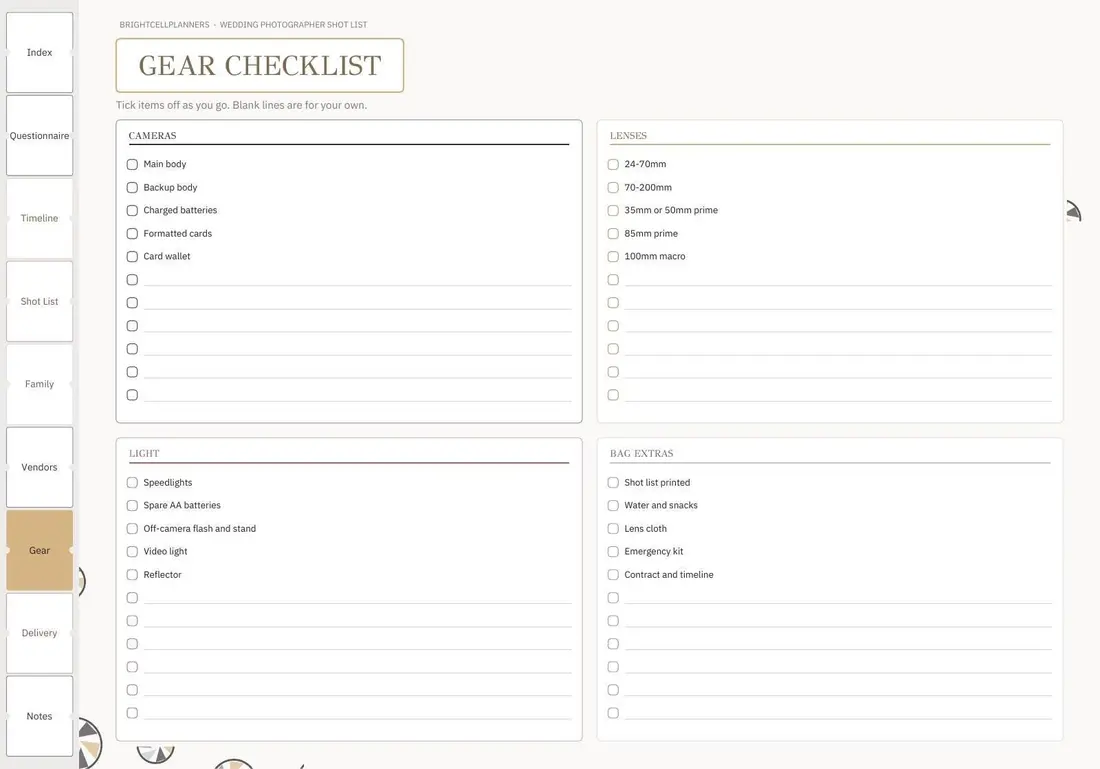 BRIGHTCELLPLANNERS - WEDDING PHOTOGRAPHER SHOT LIST
GEAR CHECKLIST
Tick items off as you go. Blank lines are for your own.
Index
Questionnaire
Timeline
Shot List
Family
Vendors
Gear
Delivery
Notes
CAMERAS
Main body
Backup body
Charged batteries
Formatted cards
Card wallet
LENSES
24-70mm
70-200mm
35mm or 50mm prime
85mm prime
100mm macro
LIGHT
Speedlights
Spare AA batteries
Off-camera flash and stand
Video light
Reflector
BAG EXTRAS
Shot list printed
Water and snacks
Lens cloth
Emergency kit
Contract and timeline